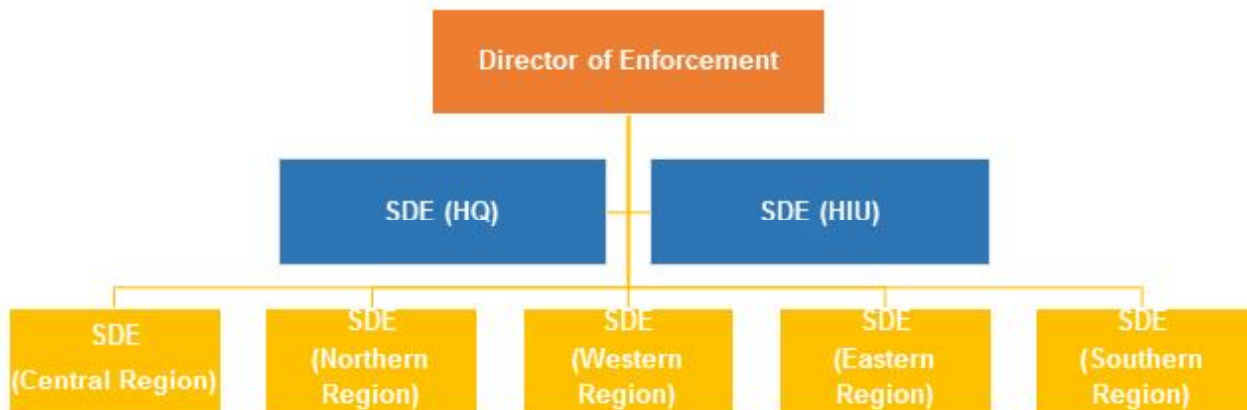 Director of Enforcement
SDE (HQ)
SDE (HIU)
SDE
(Central Region)
SDE
(Northern
Region)
SDE
(Western
Region)
SDE
(Eastern
Region)
SDE
(Southern
Region)